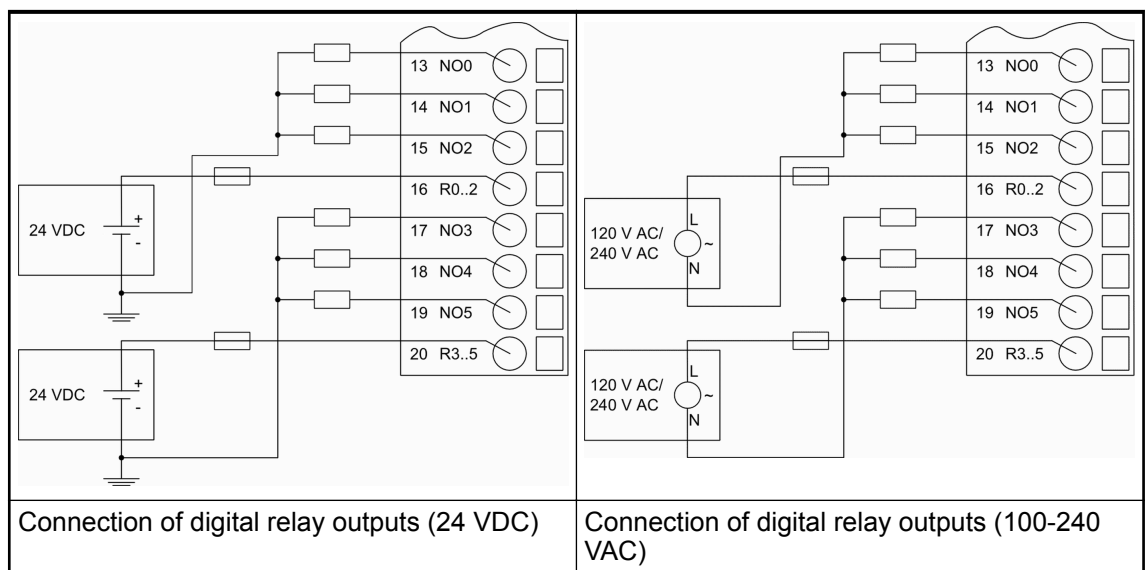 13 NO0
14 NO1
15 NO2
16 R0..2
24 VDC
+
-
17 NO3
18 NO4
19 NO5
20 R3..5
24 VDC
+
-
13 NO0
14 NO1
15 NO2
16 R0..2
120 V AC/
240 V AC
L
~
N
17 NO3
18 NO4
19 NO5
20 R3..5
120 V AC/
240 V AC
L
~
N
Connection of digital relay outputs (24 VDC)
Connection of digital relay outputs (100-240
VAC)